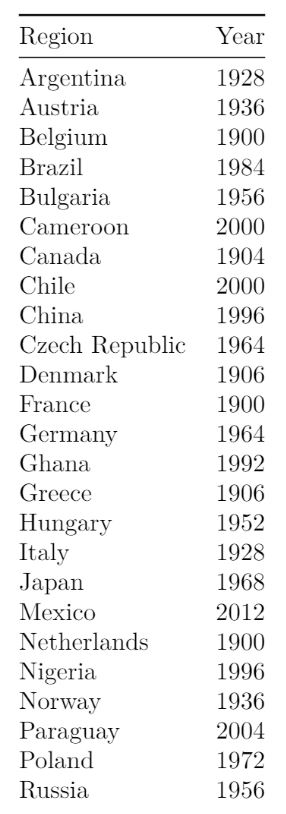 Region Year
Argentina 1928
Austria 1936
Belgium 1900
Brazil 1984
Bulgaria 1956
Cameroon 2000
Canada 1904
Chile 2000
China 1996
Czech Republic 1964
Denmark 1906
France 1900
Germany 1964
Ghana 1992
Greece 1906
Hungary 1952
Italy 1928
Japan 1968
Mexico 2012
Netherlands 1900
Nigeria 1996
Norway 1936
Paraguay 2004
Poland 1972
Russia 1956